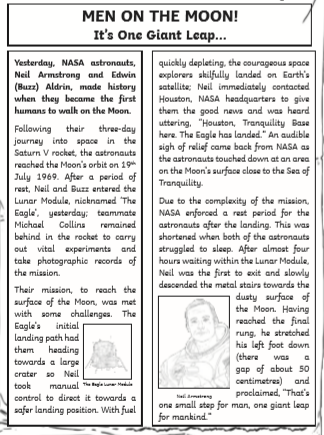 MEN ON THE MOON!
It's One Giant Leap...
Yesterday, NASA astronauts,
Neil Armstrong and Edwin
(Buzz) Aldrin, made history
when they became the first
humans to walk on the Moon.
Following their three-day
journey into space in the
Saturn V rocket, the astronauts
reached the Moon's orbit on 19th
July 1969. After a period of
rest, Neil and Buzz entered the
Lunar Module, nicknamed 'The
Eagle', yesterday; teammate
Michael Collins remained
behind in the rocket to carry
out vital experiments and
take photographic records of
the mission.
Their mission, to reach the
surface of the Moon, was met
with some challenges. The
Eagle's initial
landing path had
them heading
towards a large
crater so Neil
took manual
The Eagle Lunar Module
control to direct it towards a
safer landing position. With fuel
quickly depleting, the courageous space
explorers skilfully landed on Earth's
satellite; Neil immediately contacted
Houston, NASA headquarters to give
them the good news and was heard
uttering, "Houston, Tranquility Base
here. The Eagle has landed." An audible
sigh of relief came back from NASA as
the astronauts touched down at an area
on the Moon's surface close to the Sea of
Tranquility.
Due to the complexity of the mission,
NASA enforced a rest period for the
astronauts after the landing. This was
shortened when both of the astronauts
struggled to sleep. After almost four
hours waiting within the Lunar Module,
Neil was the first to exit and slowly
descended the metal stairs towards the
dusty surface of
the Moon. Having
reached the final
rung, he stretched
his left foot down
(there was a
gap of about 50
centimetres) and
proclaimed, "That's
Neil Armstrong
one small step for man, one giant leap
for mankind."